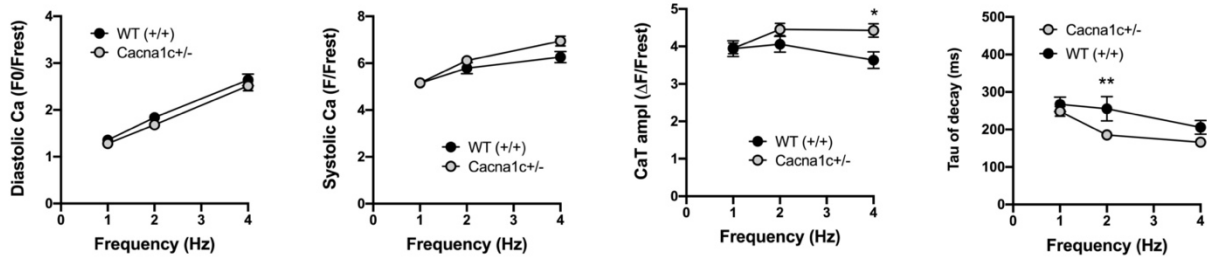 Diastolic Ca (F0/Frest)
4
3
2
1
0
WT (+/+)
Cacna1c+/-
0 1 2 3 4
Frequency (Hz)
Systolic Ca (F/Frest)
8
6
4
2
0
WT (+/+)
Cacna1c+/-
0 1 2 3 4
Frequency (Hz)
CaT ampl (ΔF/Frest)
5
4
3
2
1
0
*
WT (+/+)
Cacna1c+/-
0 1 2 3 4
Frequency (Hz)
Tau of decay (ms)
500
400
300
200
100
0
Cacna1c+/-
WT (+/+)
**
0 1 2 3 4
Frequency (Hz)